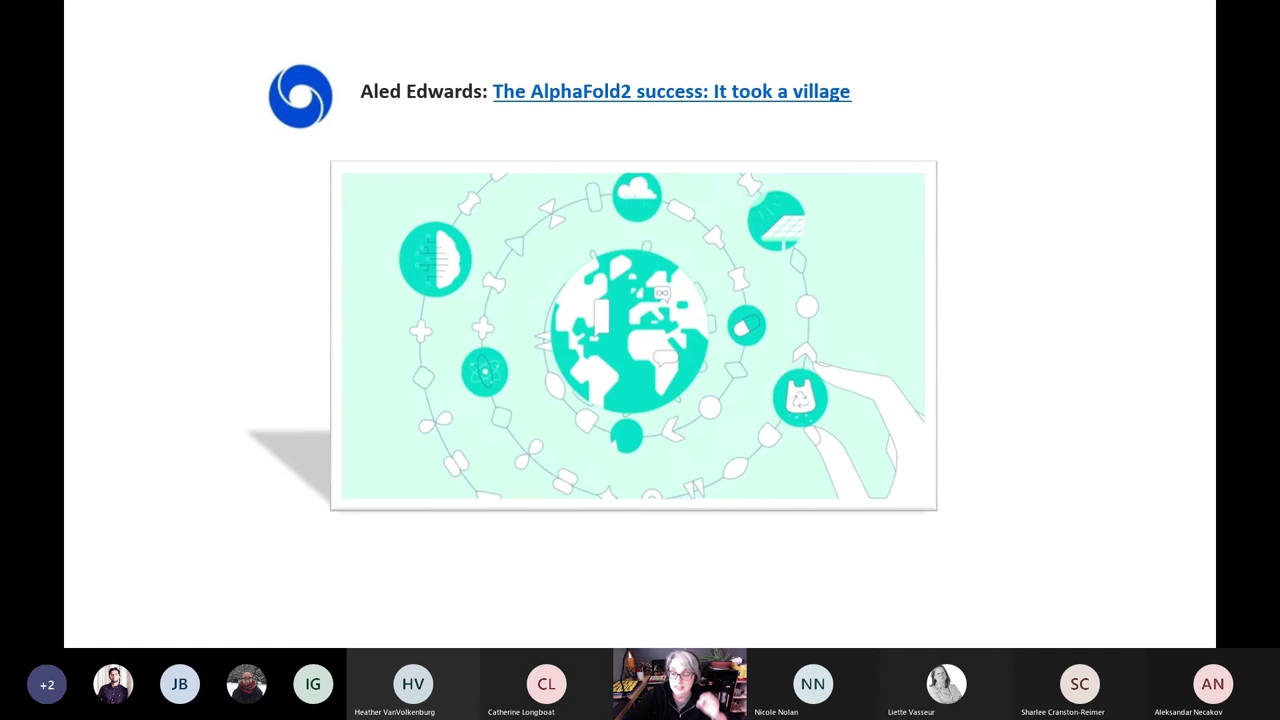 Aled Edwards: The AlphaFold2 success: It took a village
+2
JB
IG
HV
Heather VanVolkenburg
CL
Catherine Longboat
NN
Nicole Nolan
Liette Vasseur
SC
Sharlee Cranston-Reimer
AN
Aleksandar Necakov